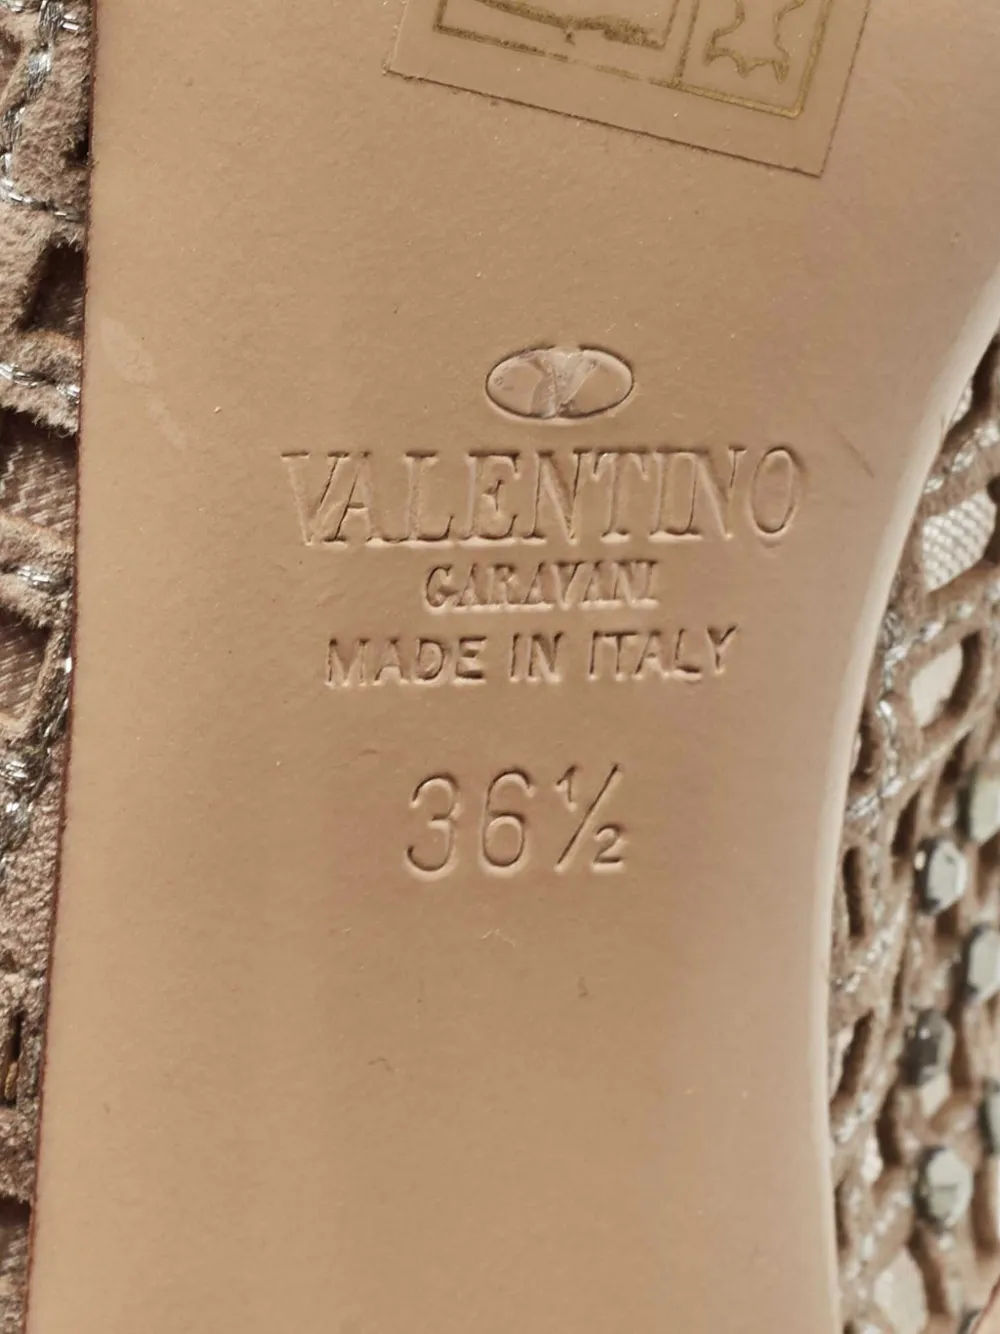 V
VALENTINO
GARAVANI
MADE IN ITALY
36½